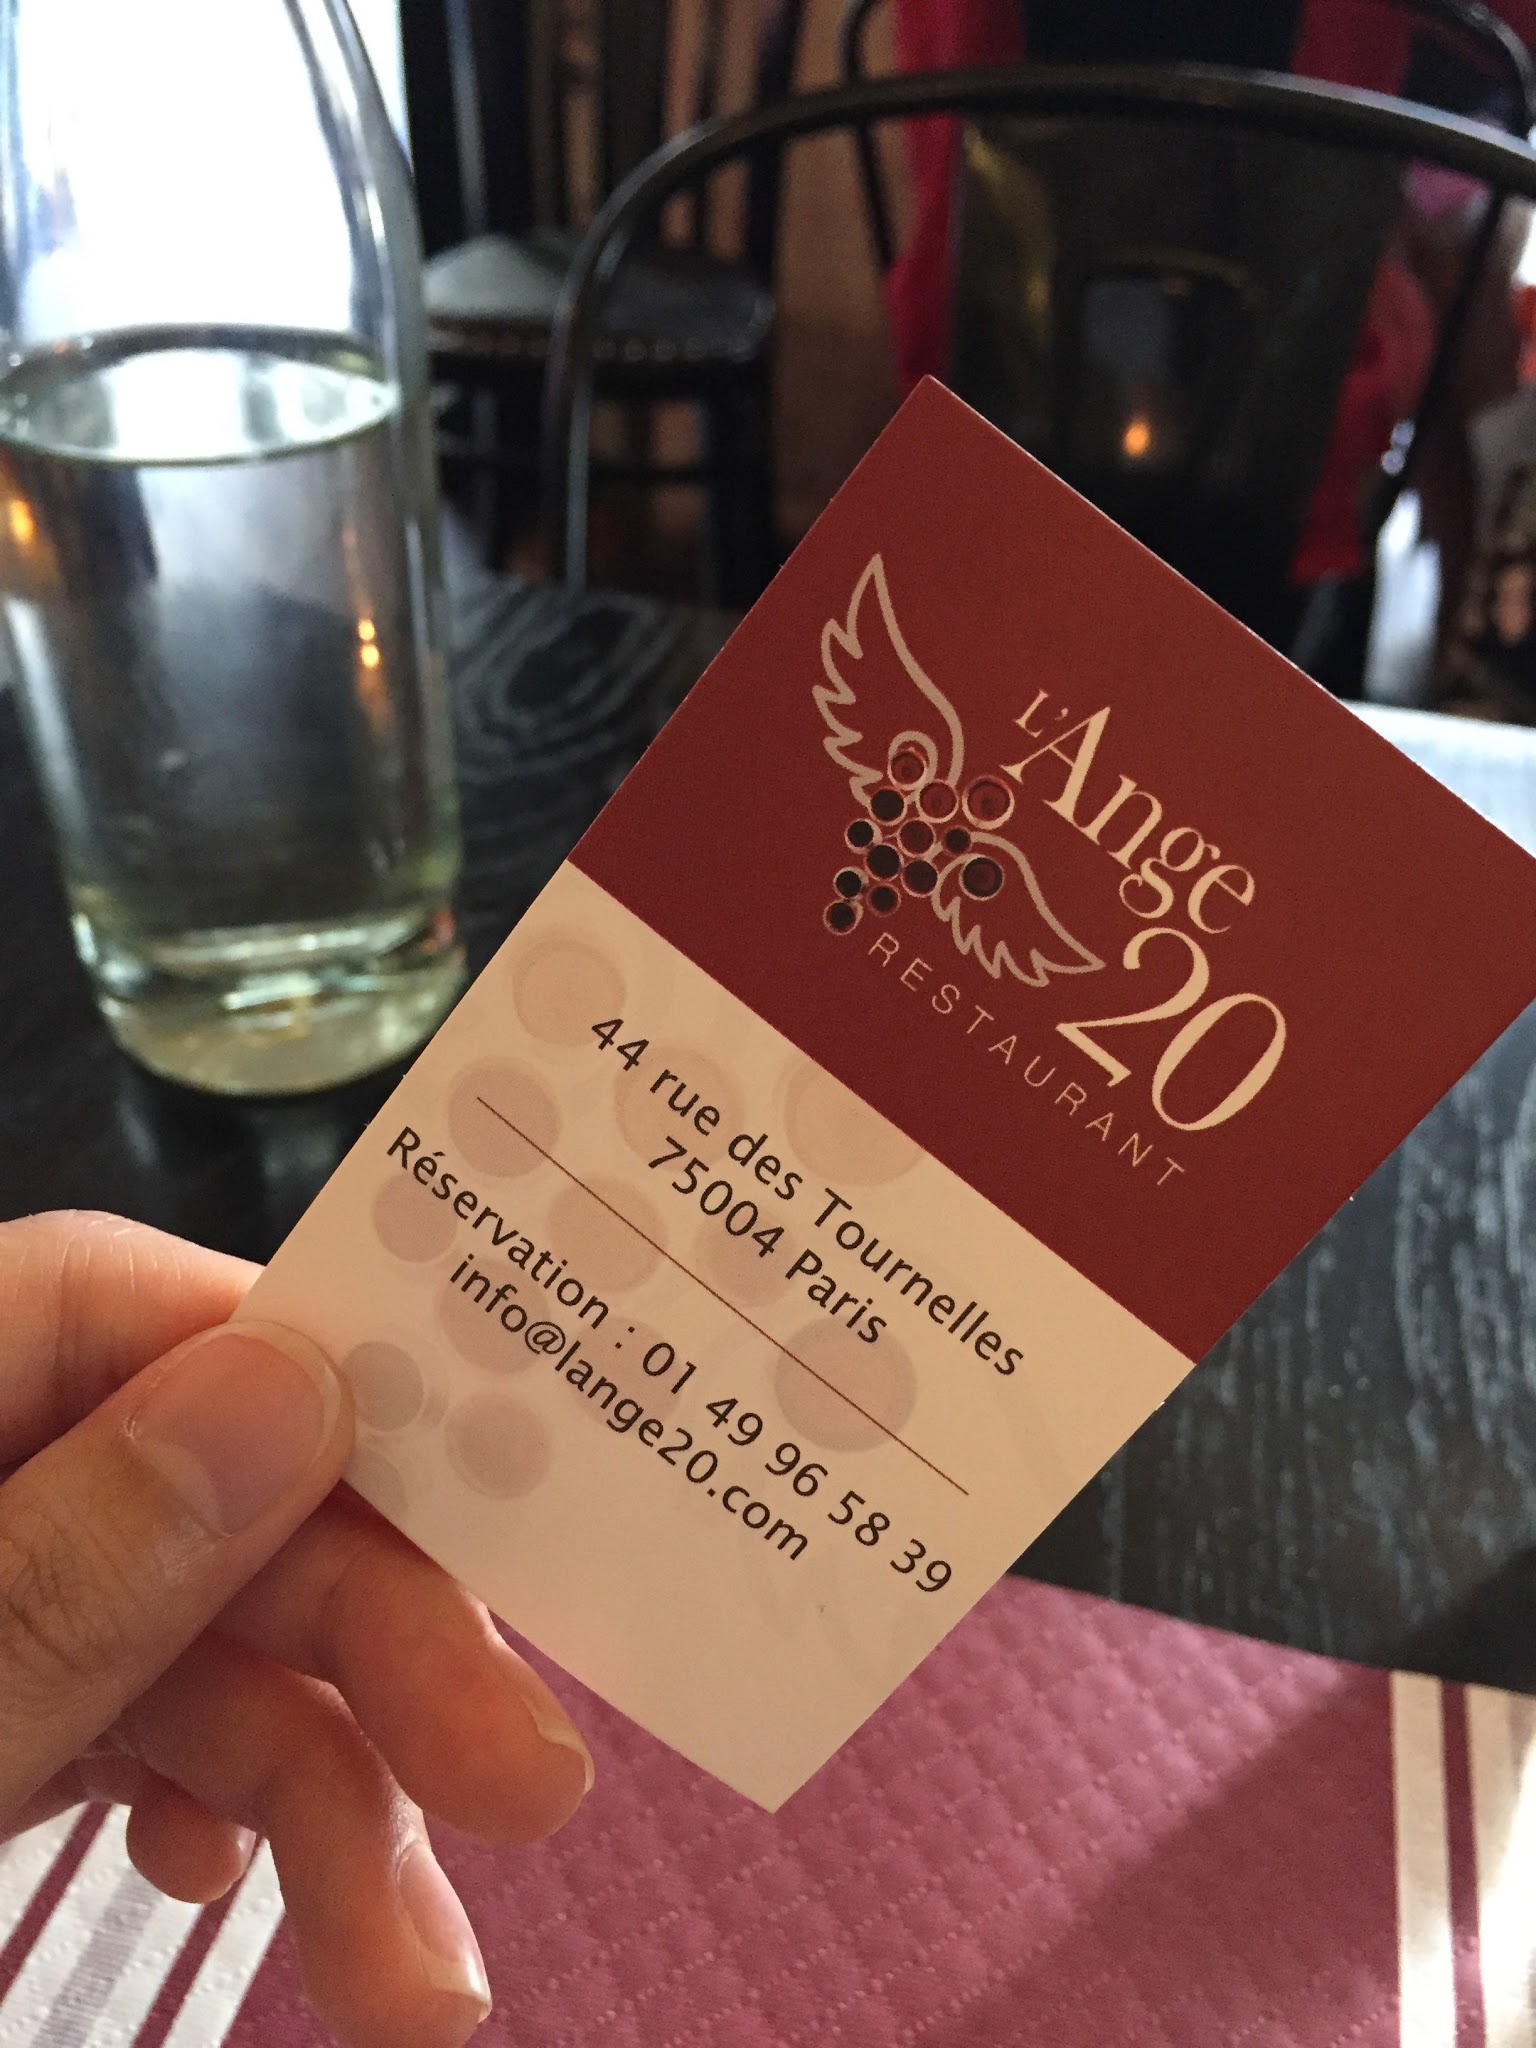 L'Ange
20
RESTAURANT
44 rue des Tournelles
75004 Paris
Réservation : 01 49 96 58 39
info@lange20.com